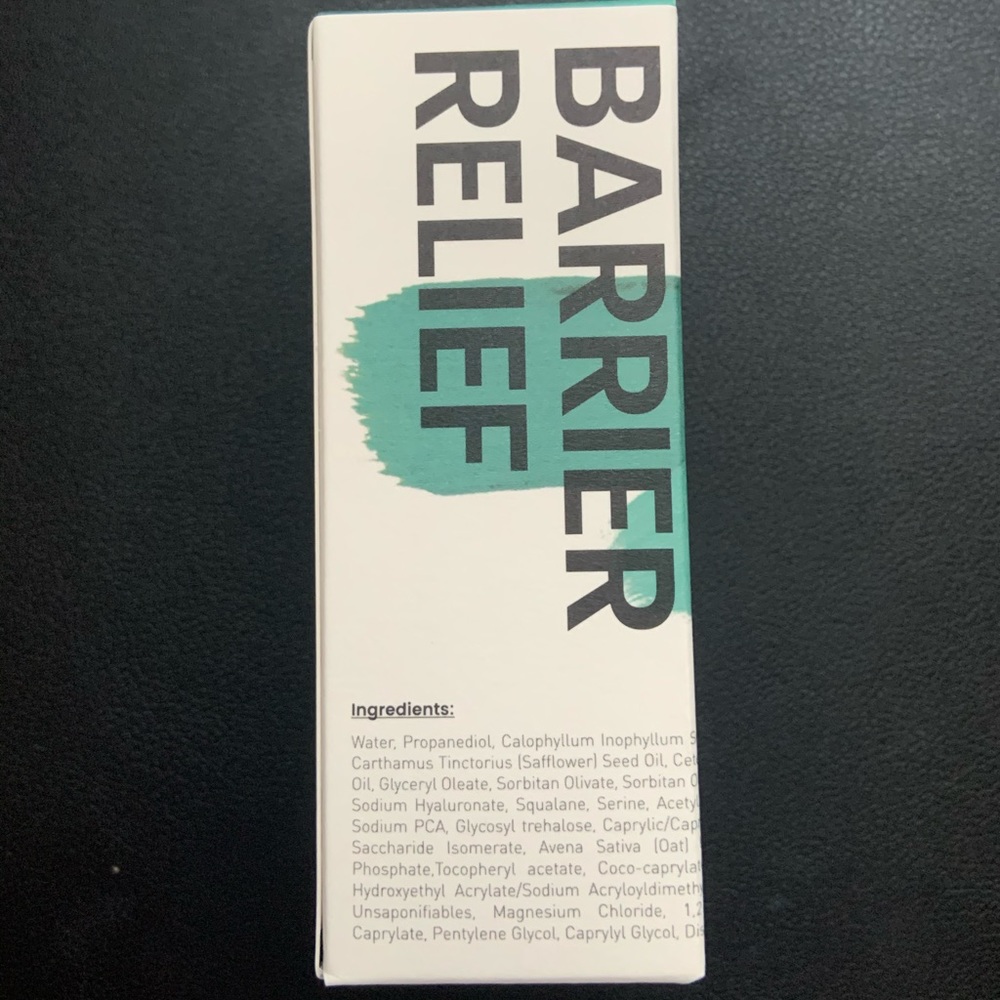 BARRIER
RELIEF
Ingredients:
Water, Propanediol, Calophyllum Inophyllum
Carthamus Tinctorius (Safflower) Seed Oil,
Oil, Glyceryl Oleate, Sorbitan Olivate, Sorbitan
Sodium Hyaluronate, Squalane, Serine,
Sodium PCA, Glycosyl trehalose,
Saccharide Isomerate, Avena Sativa (Oat)
Phosphate,Tocopheryl acetate,
Hydroxyethyl Acrylate/Sodium
Unsaponifiables, Magnesium Chloride,
Caprylate, Pentylene Glycol, Caprylyl Glycol,